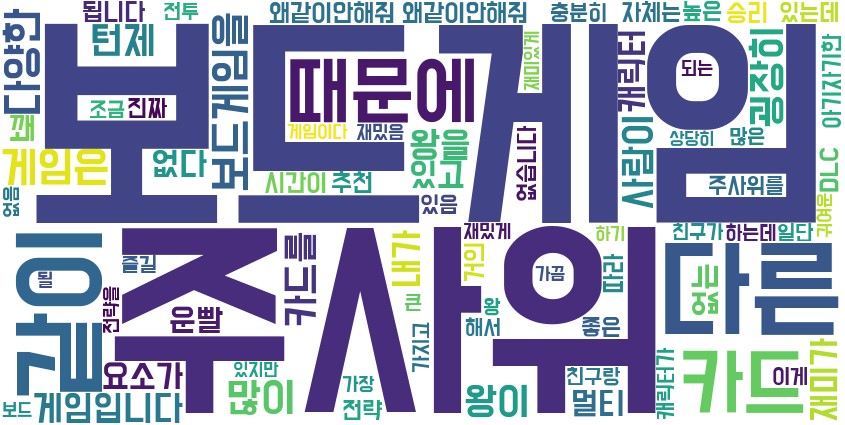 됩니다 전투 왜같이안해줘 왜같이안해줘 충분히 자체는 높은 승리 있는데
다양한 턴제 보드게임을 보드게임 때문에 재미있게 캐릭터 되는 굉장히 아기자기한
꽤 조금 진짜 게임이다 재밌음 왕을 상당히 많은
게임은 없다 있고 없습니다 사람이 DLC
시간이 추천 주사위를
없음 있음 귀여운
같이 주사위 카드를 내가 재밌게 하기 친구가 하는데 일단
즐길 거인 다른
될 가끔 따라 없는
전략을 운빨 큰 왕 해서 좋은
요소가 있지만 가지고 친구랑 캐릭터가 카드 이게 재미가
보드 게임입니다 많이 가장 전략 왕이 멀티